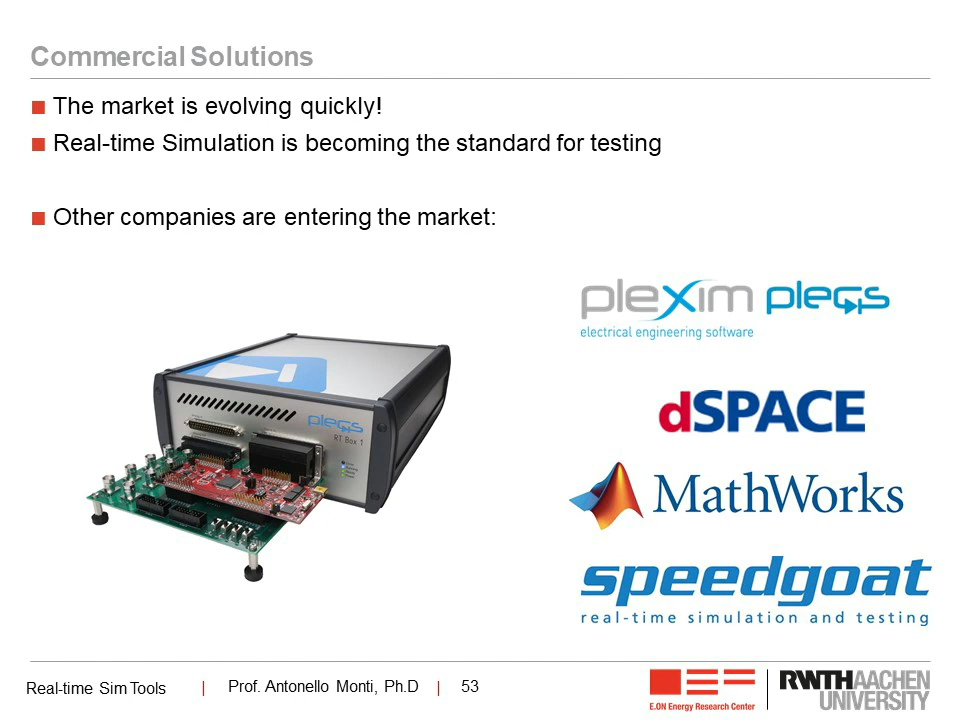 Commercial Solutions
The market is evolving quickly!
Real-time Simulation is becoming the standard for testing
Other companies are entering the market:
plexim plecs
electrical engineering software
plecs
RT Box 1
dSPACE
MathWorks
speedgoat
real-time simulation and testing
Real-time Sim Tools | Prof. Antonello Monti, Ph.D | 53
E.ON Energy Research Center
RWTHAACHEN
UNIVERSITY